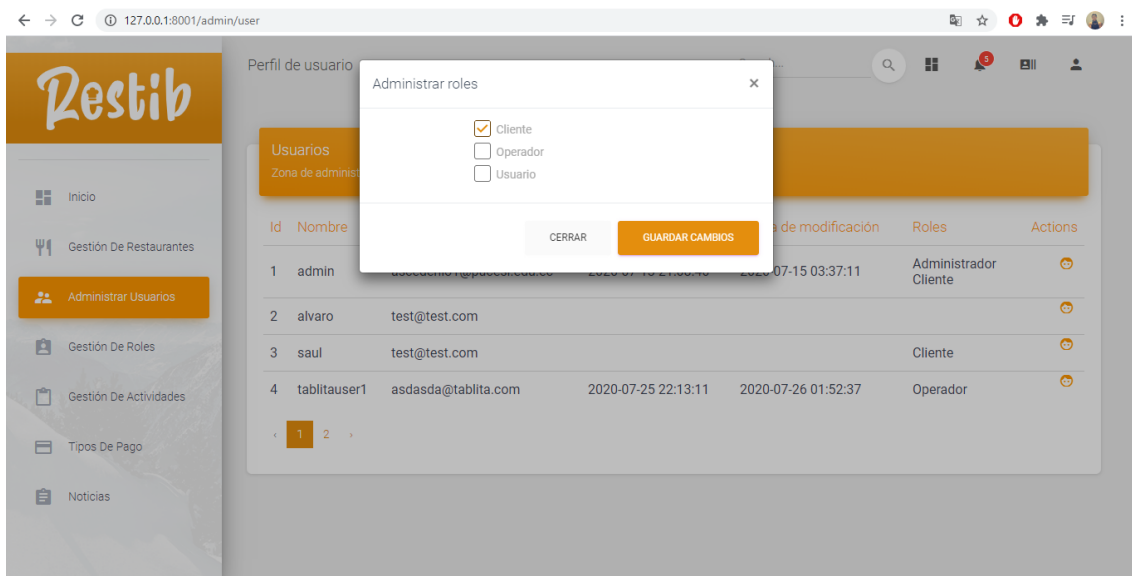 127.0.0.1:8001/admin/user
Restib
Inicio
Gestión De Restaurantes
Administrar Usuarios
Gestión De Roles
Gestión De Actividades
Tipos De Pago
Noticias
Perfil de usuario
5
Administrar roles ×
Cliente
Operador
Usuario
CERRAR GUARDAR CAMBIOS
Usuarios
Zona de administ
Id Nombre a de modificación Roles Actions
1 admin 07-15 03:37:11 Administrador
Cliente
2 alvaro test@test.com
3 saul test@test.com Cliente
4 tablitauser1 asdasda@tablita.com 2020-07-25 22:13:11 2020-07-26 01:52:37 Operador
‹ 1 2 ›